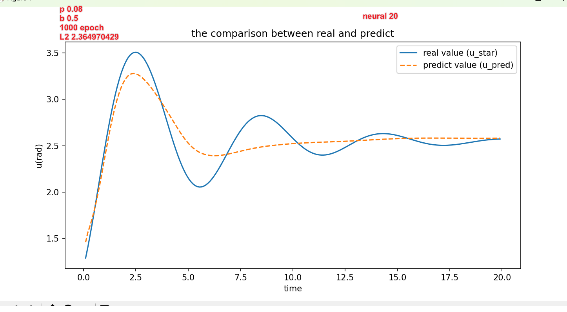 p 0.08
b 0.5
1000 epoch
L2 2.364970429
neural 20
the comparison between real and predict
real value (u_star)
predict value (u_pred)
u(rad)
3.5
3.0
2.5
2.0
1.5
0.0 2.5 5.0 7.5 10.0 12.5 15.0 17.5 20.0
time